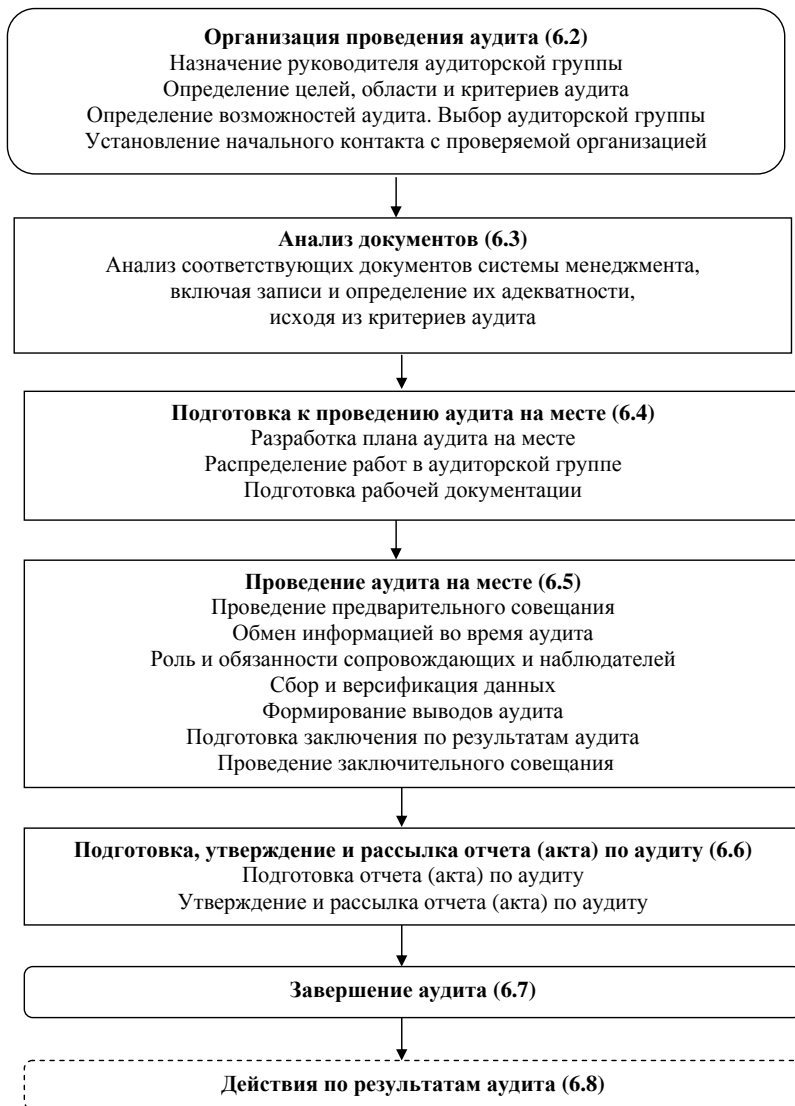 Организация проведения аудита (6.2)
Назначение руководителя аудиторской группы
Определение целей, области и критериев аудита
Определение возможностей аудита. Выбор аудиторской группы
Установление начального контакта с проверяемой организацией
Анализ документов (6.3)
Анализ соответствующих документов системы менеджмента,
включая записи и определение их адекватности,
исходя из критериев аудита
Подготовка к проведению аудита на месте (6.4)
Разработка плана аудита на месте
Распределение работ в аудиторской группе
Подготовка рабочей документации
Проведение аудита на месте (6.5)
Проведение предварительного совещания
Обмен информацией во время аудита
Роль и обязанности сопровождающих и наблюдателей
Сбор и версификация данных
Формирование выводов аудита
Подготовка заключения по результатам аудита
Проведение заключительного совещания
Подготовка, утверждение и рассылка отчета (акта) по аудиту (6.6)
Подготовка отчета (акта) по аудиту
Утверждение и рассылка отчета (акта) по аудиту
Завершение аудита (6.7)
Действия по результатам аудита (6.8)